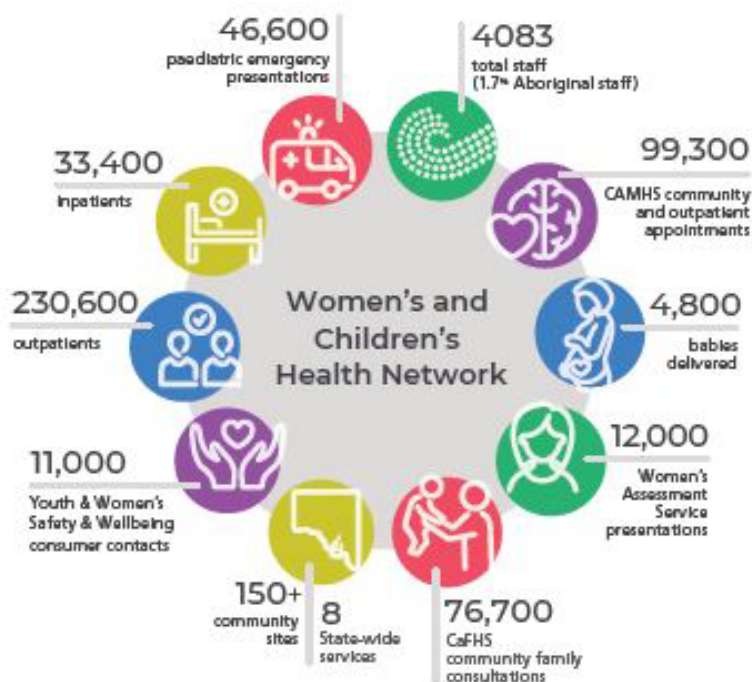 46,600
paediatric emergency
presentations
4083
total staff
(1.7% Aboriginal staff)
33,400
inpatients
99,300
CAMHS community
and outpatient
appointments
230,600
outpatients
Women's and
Children's
Health Network
4,800
babies
delivered
11,000
Youth & Women's
Safety & Wellbeing
consumer contacts
12,000
Women's
Assessment
Service
presentations
150+
community
sites
8
State-wide
services
76,700
CaFHS
community family
consultations